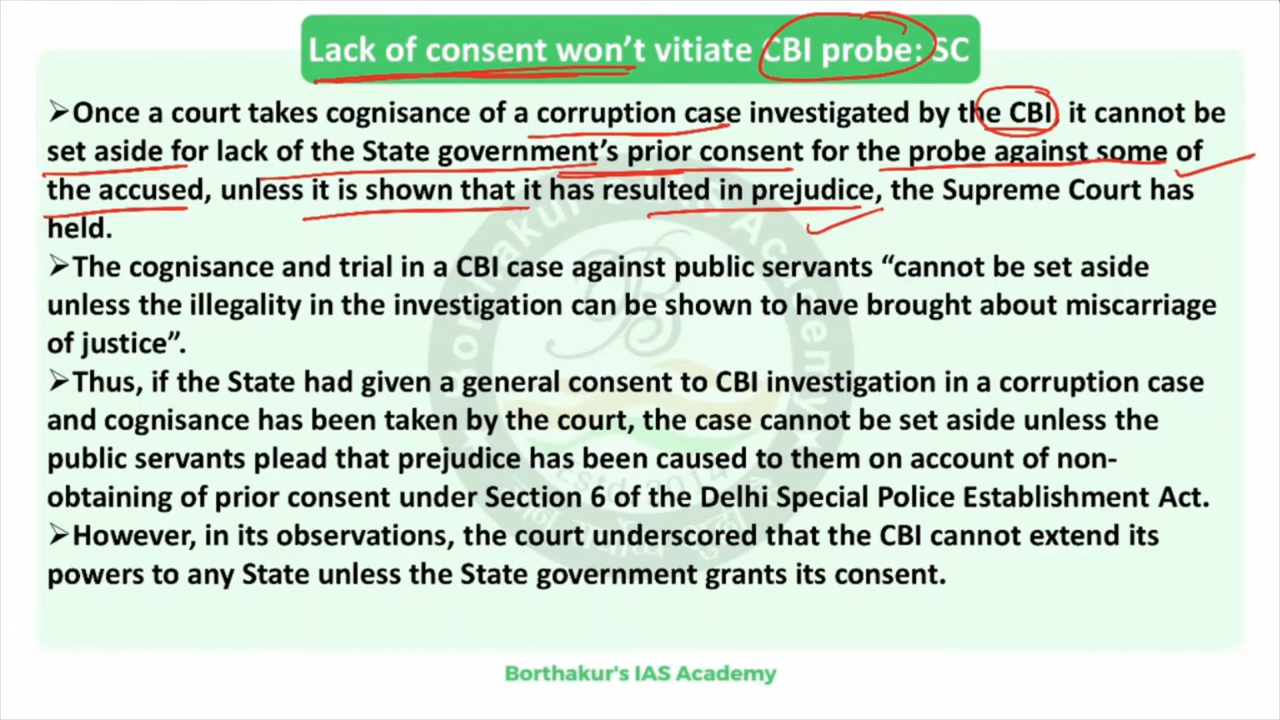 Lack of consent won't vitiate CBI probe: SC
➢Once a court takes cognisance of a corruption case investigated by the CBI it cannot be
set aside for lack of the State government's prior consent for the probe against some of
the accused, unless it is shown that it has resulted in prejudice, the Supreme Court has
held.
➢The cognisance and trial in a CBI case against public servants “cannot be set aside
unless the illegality in the investigation can be shown to have brought about miscarriage
of justice”.
➢Thus, if the State had given a general consent to CBI investigation in a corruption case
and cognisance has been taken by the court, the case cannot be set aside unless the
public servants plead that prejudice has been caused to them on account of non-
obtaining of prior consent under Section 6 of the Delhi Special Police Establishment Act.
➢However, in its observations, the court underscored that the CBI cannot extend its
powers to any State unless the State government grants its consent.
Borthakur's IAS Academy